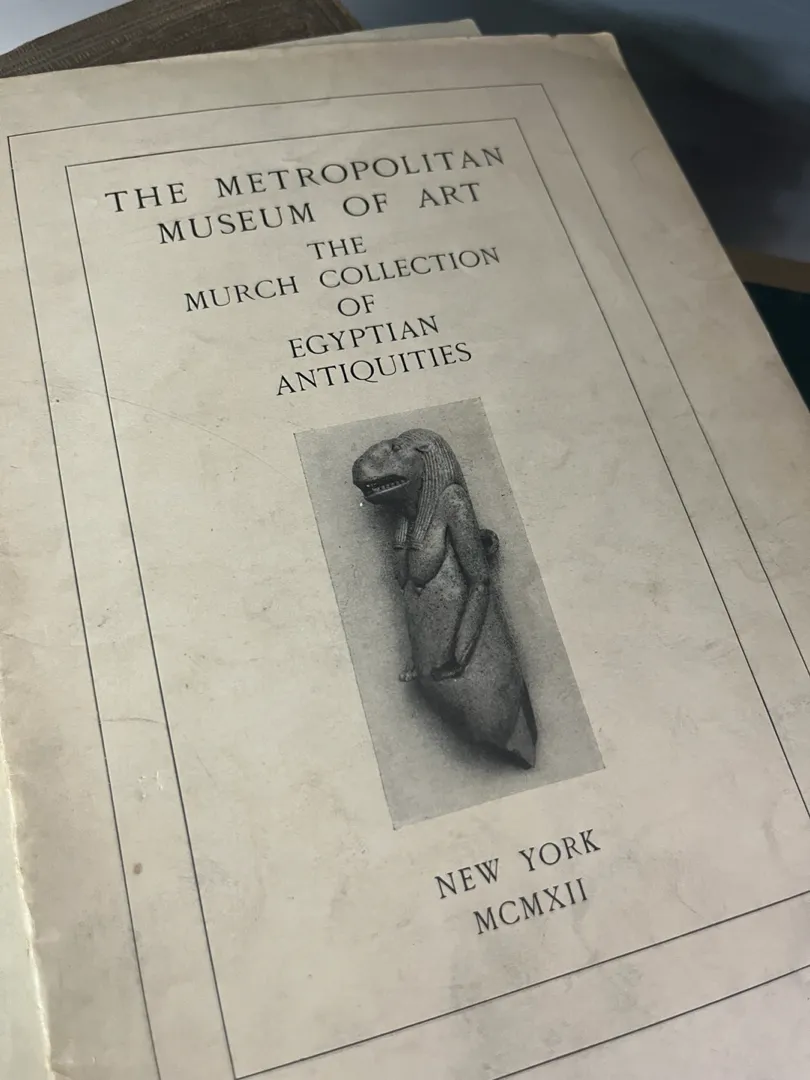 THE METROPOLITAN
MUSEUM OF ART
THE
MURCH COLLECTION
OF
EGYPTIAN
ANTIQUITIES
NEW YORK
MCMXII